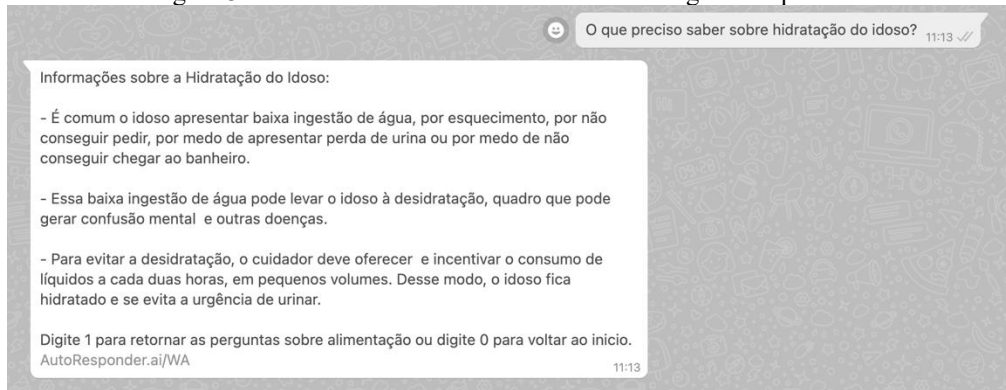 O que preciso saber sobre hidratação do idoso? 11:13
Informações sobre a Hidratação do Idoso:
- É comum o idoso apresentar baixa ingestão de água, por esquecimento, por não
conseguir pedir, por medo de apresentar perda de urina ou por medo de não
conseguir chegar ao banheiro.
- Essa baixa ingestão de água pode levar o idoso à desidratação, quadro que pode
gerar confusão mental e outras doenças.
- Para evitar a desidratação, o cuidador deve oferecer e incentivar o consumo de
líquidos a cada duas horas, em pequenos volumes. Desse modo, o idoso fica
hidratado e se evita a urgência de urinar.
Digite 1 para retornar as perguntas sobre alimentação ou digite 0 para voltar ao inicio.
AutoResponder.ai/WA
11:13